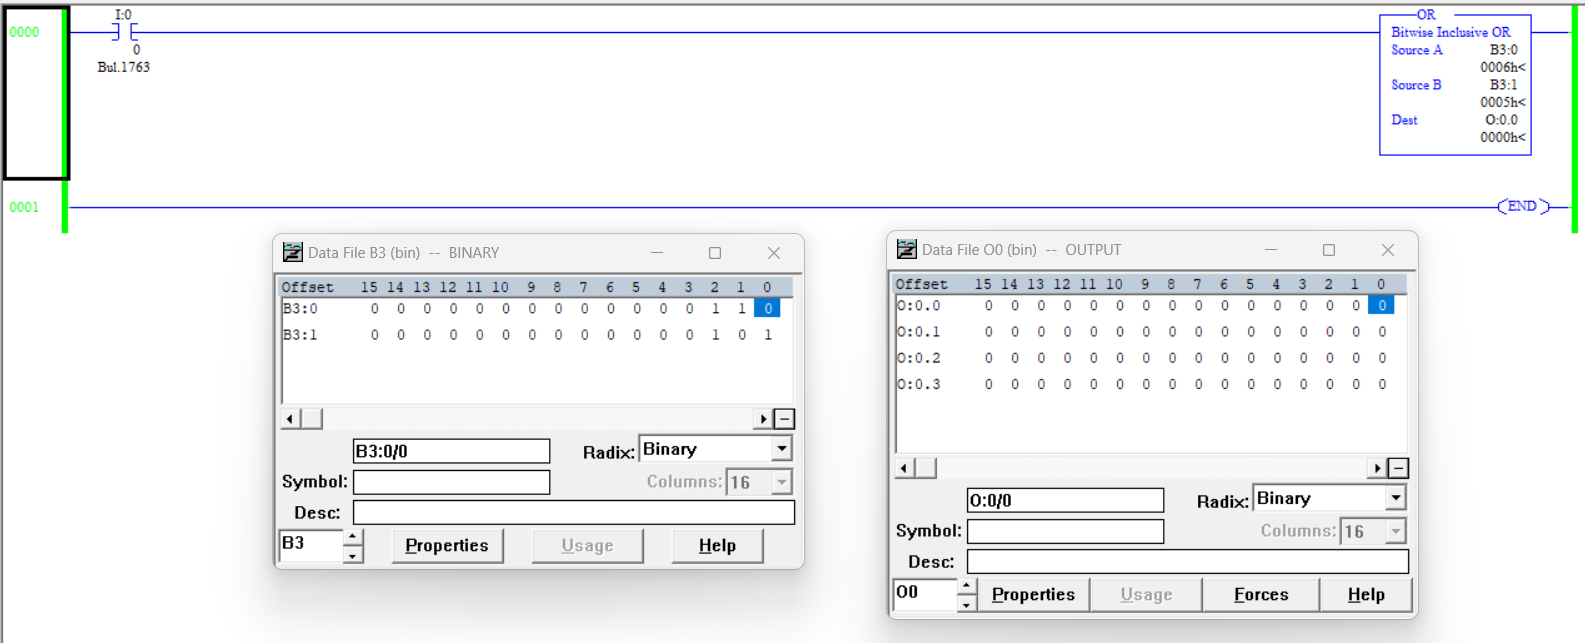 I:0
OR
0000
Bitwise Inclusive OR
0
Source A B3:0
Bul.1763
0006h<
Source B B3:1
0005h<
Dest O:0.0
0000h<
0001
END
Data File B3 (bin) -- BINARY
Offset 15 14 13 12 11 10 9 8 7 6 5 4 3 2 1 0
B3:0 0 0 0 0 0 0 0 0 0 0 0 0 0 1 1 0
B3:1 0 0 0 0 0 0 0 0 0 0 0 0 0 1 0 1
B3:0/0
Radix: Binary
Symbol:
Columns: 16
Desc:
B3
Properties
Usage
Help
Data File O0 (bin) -- OUTPUT
Offset 15 14 13 12 11 10 9 8 7 6 5 4 3 2 1 0
O:0.0 0 0 0 0 0 0 0 0 0 0 0 0 0 0 0 0
O:0.1 0 0 0 0 0 0 0 0 0 0 0 0 0 0 0 0
O:0.2 0 0 0 0 0 0 0 0 0 0 0 0 0 0 0 0
O:0.3 0 0 0 0 0 0 0 0 0 0 0 0 0 0 0 0
O:0/0
Radix: Binary
Symbol:
Columns: 16
Desc:
O0
Properties
Usage
Forces
Help